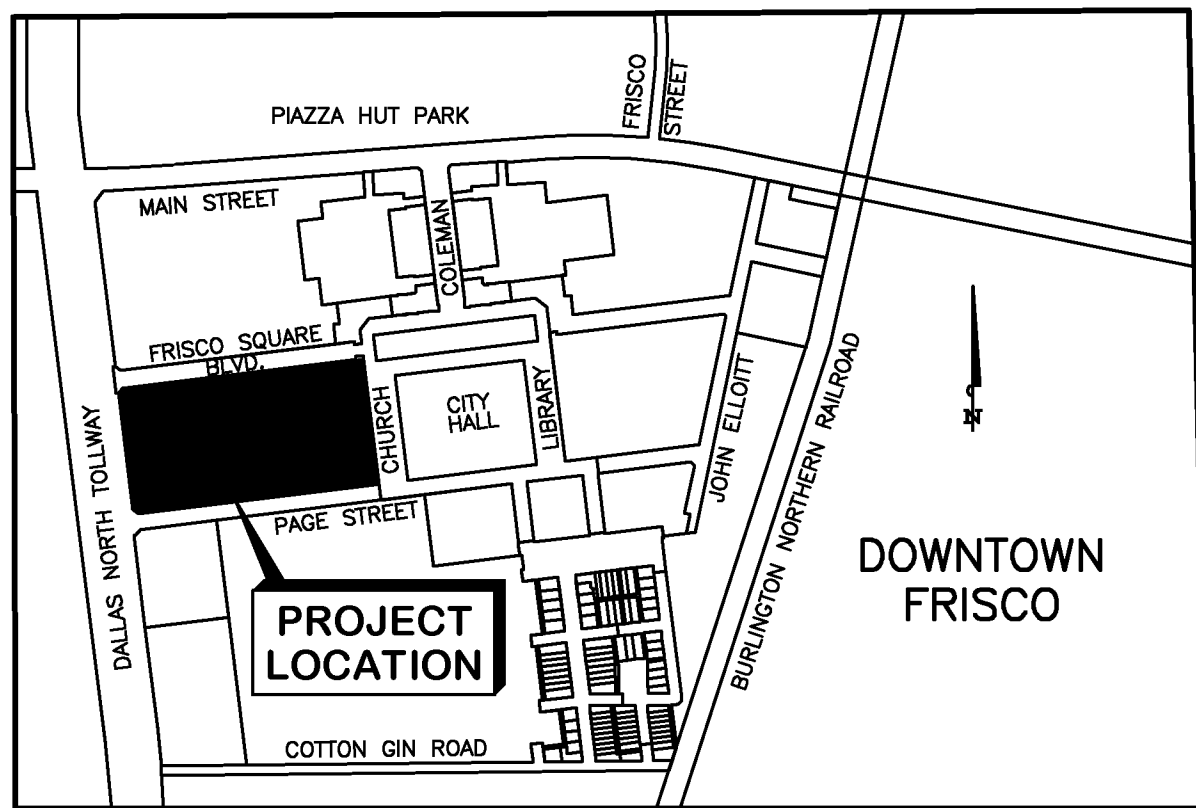 PIAZZA HUT PARK
FRISCO
STREET
MAIN STREET
COLEMAN
FRISCO SQUARE
BLVD.
CHURCH
CITY
HALL
LIBRARY
JOHN ELLOITT
BURLINGTON NORTHERN RAILROAD
DALLAS NORTH TOLLWAY
PAGE STREET
N
DOWNTOWN
FRISCO
PROJECT
LOCATION
COTTON GIN ROAD